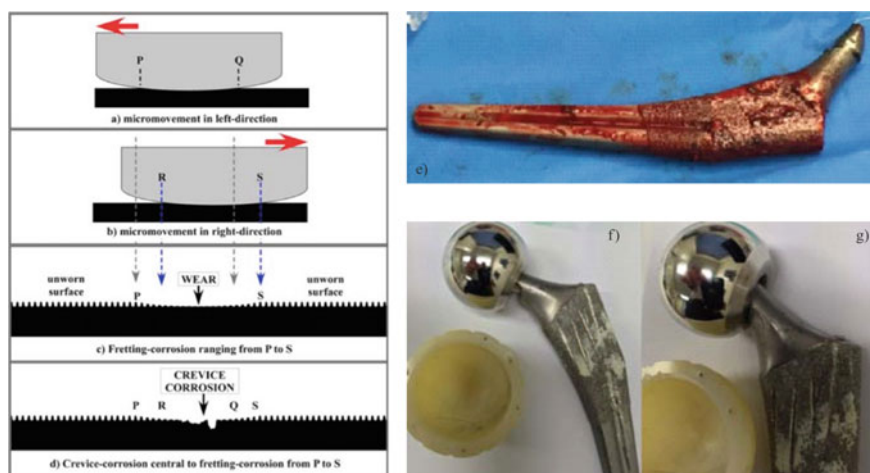 P Q
a) micromovement in left-direction
R S
b) micromovement in right-direction
unworn surface
WEAR
unworn surface
P S
c) Fretting-corrosion ranging from P to S
CREVICE
CORROSION
P R Q S
d) Crevice-corrosion central to fretting-corrosion from P to S
e)
f)
g)